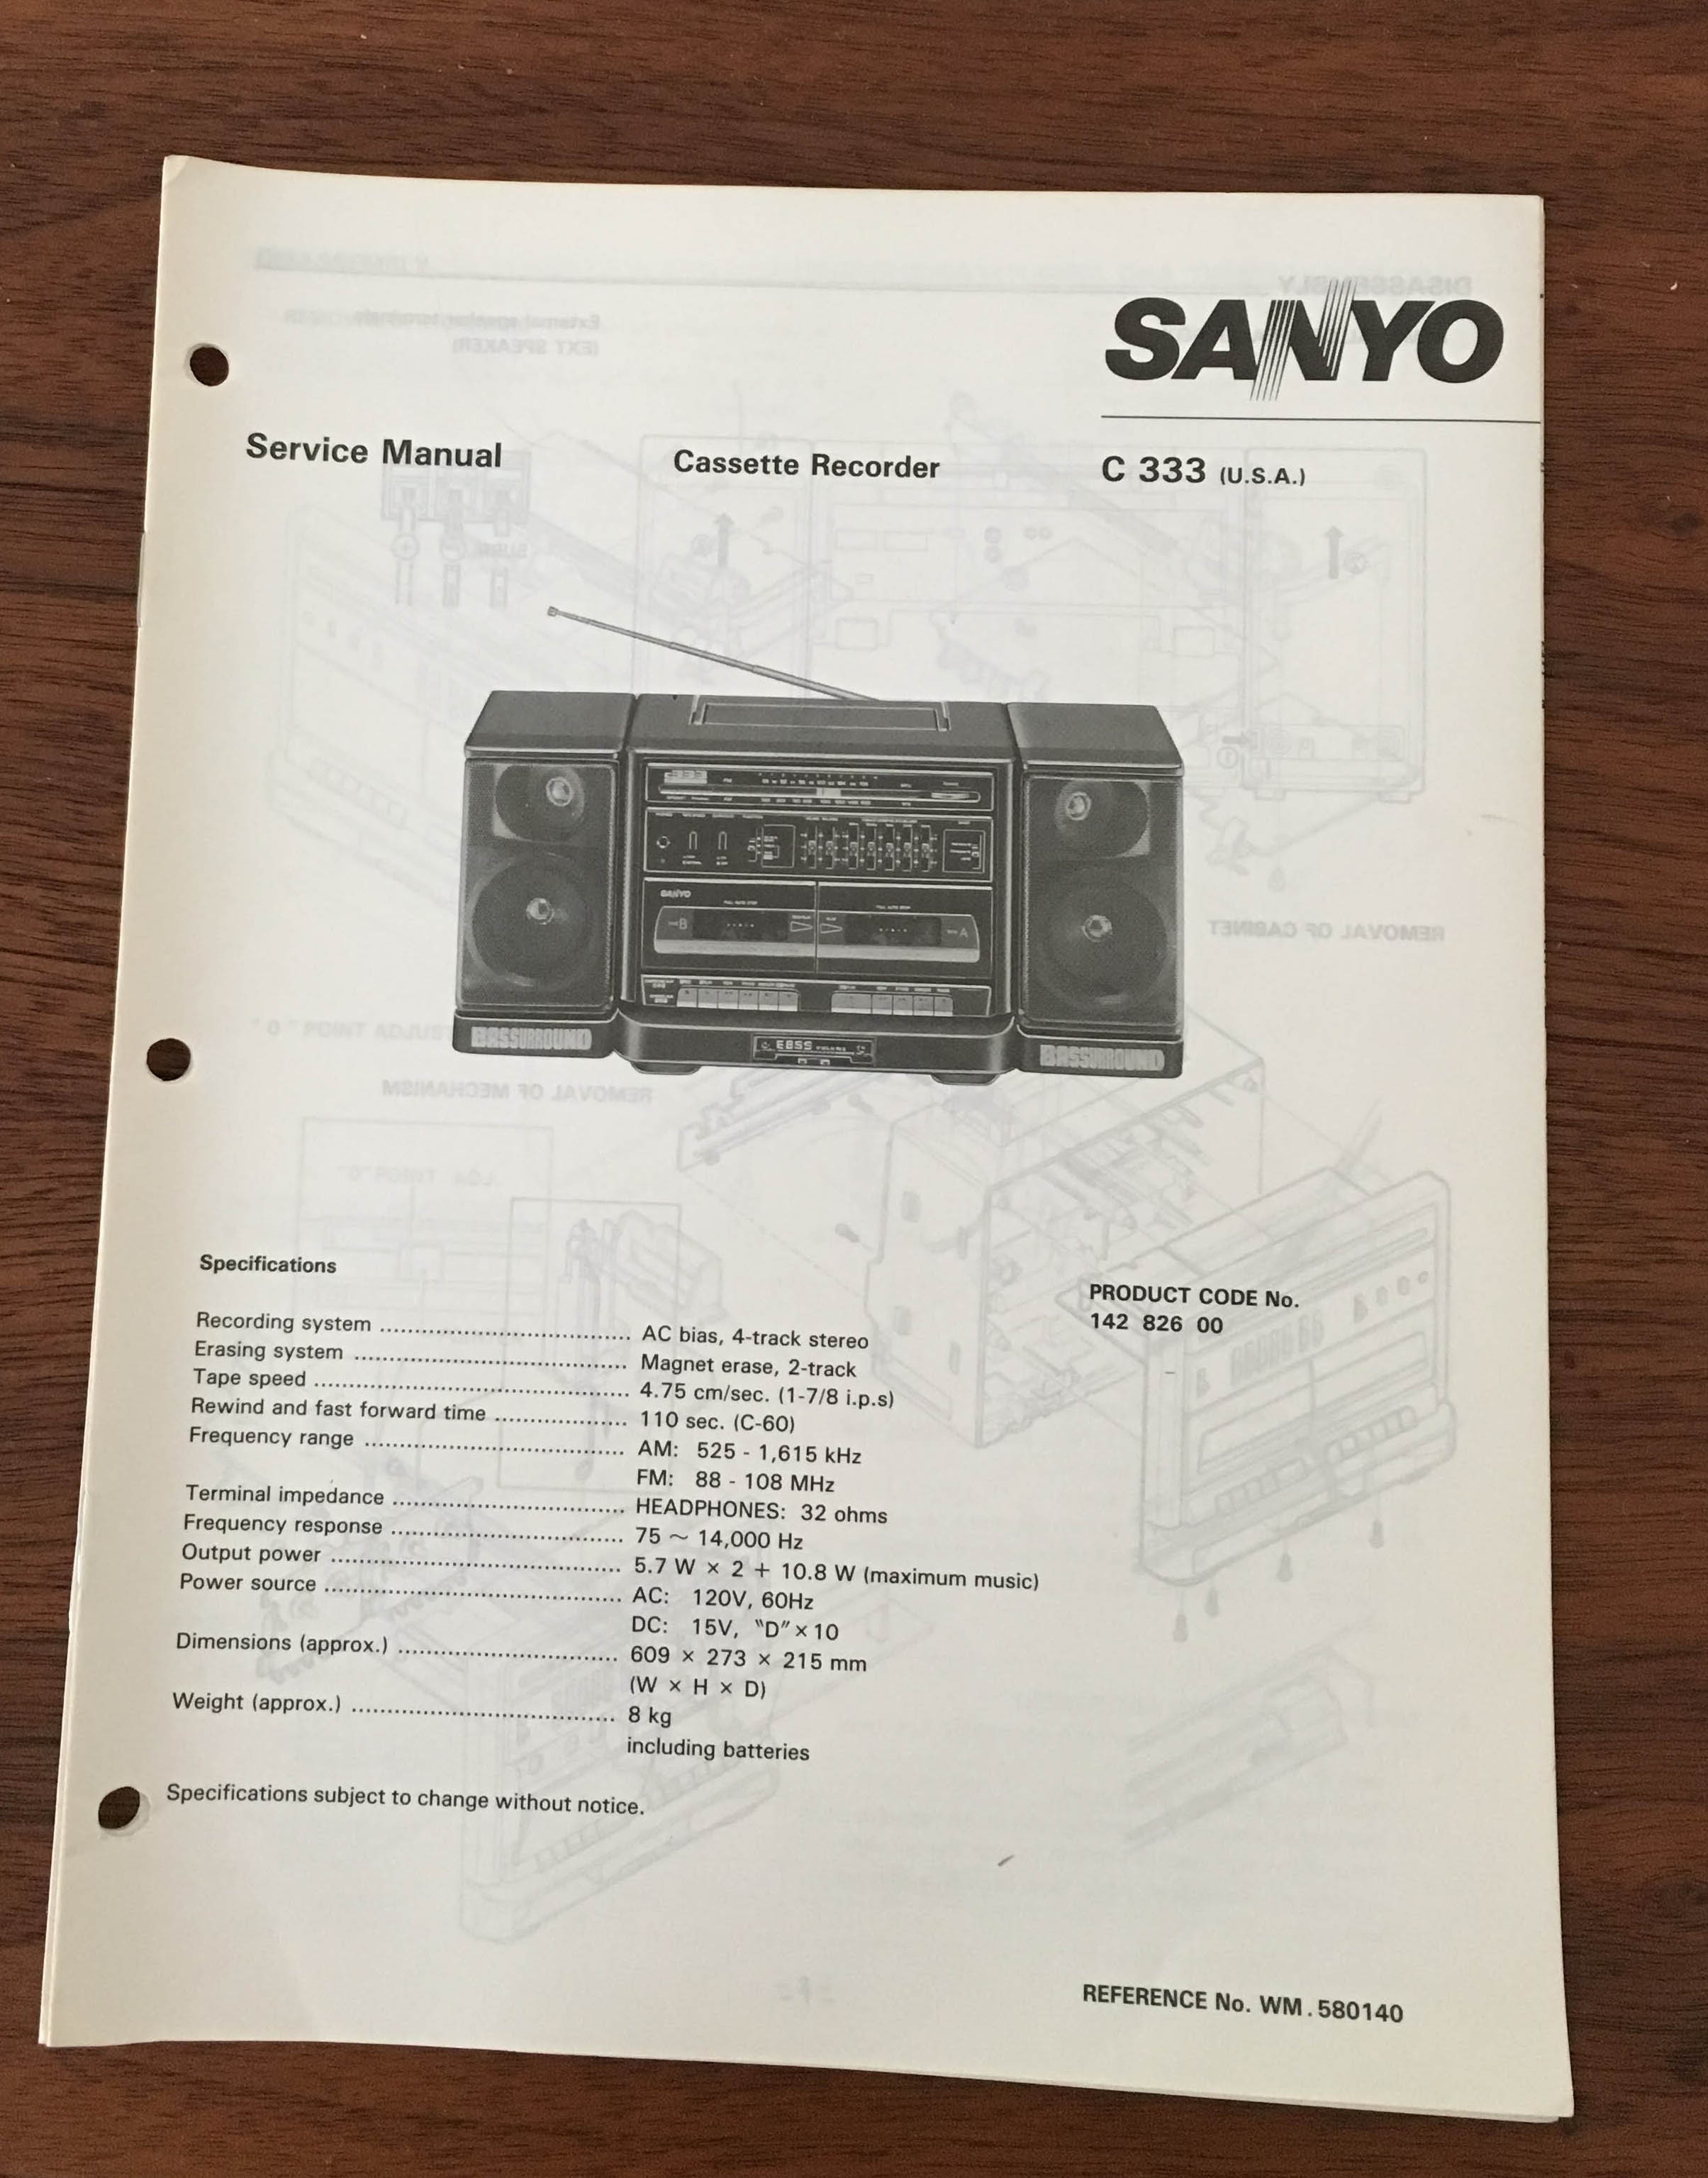 SANYO
Service Manual Cassette Recorder C 333 (U.S.A.)
SANYO
B
A
BASSURROUND
EBSS
BASSURROUND
Specifications
PRODUCT CODE No.
142 826 00
Recording system .................................... AC bias, 4-track stereo
Erasing system ....................................... Magnet erase, 2-track
Tape speed ............................................. 4.75 cm/sec. (1-7/8 i.p.s)
Rewind and fast forward time ................... 110 sec. (C-60)
Frequency range ..................................... AM: 525 - 1,615 kHz
FM: 88 - 108 MHz
Terminal impedance ................................. HEADPHONES: 32 ohms
Frequency response ................................. 75 ~ 14,000 Hz
Output power .......................................... 5.7 W × 2 + 10.8 W (maximum music)
Power source .......................................... AC: 120V, 60Hz
DC: 15V, "D"×10
Dimensions (approx.) ............................... 609 × 273 × 215 mm
(W × H × D)
Weight (approx.) ...................................... 8 kg
including batteries
Specifications subject to change without notice.
REFERENCE No. WM.580140